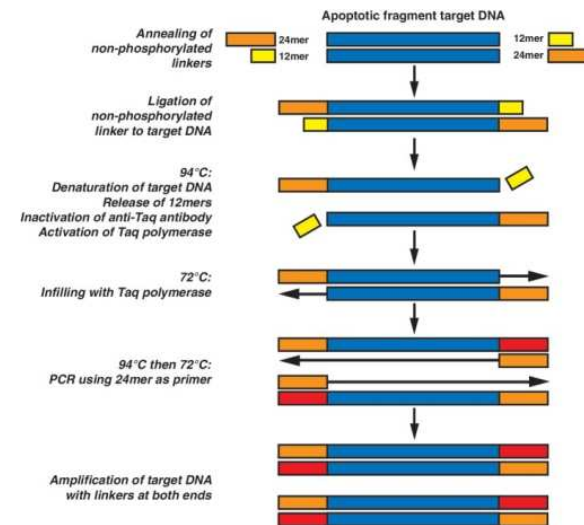 Apoptotic fragment target DNA
Annealing of
non-phosphorylated
linkers
24mer
12mer
12mer
24mer
Ligation of
non-phosphorylated
linker to target DNA
94°C:
Denaturation of target DNA
Release of 12mers
Inactivation of anti-Taq antibody
Activation of Taq polymerase
72°C:
Infilling with Taq polymerase
94°C then 72°C:
PCR using 24mer as primer
Amplification of target DNA
with linkers at both ends